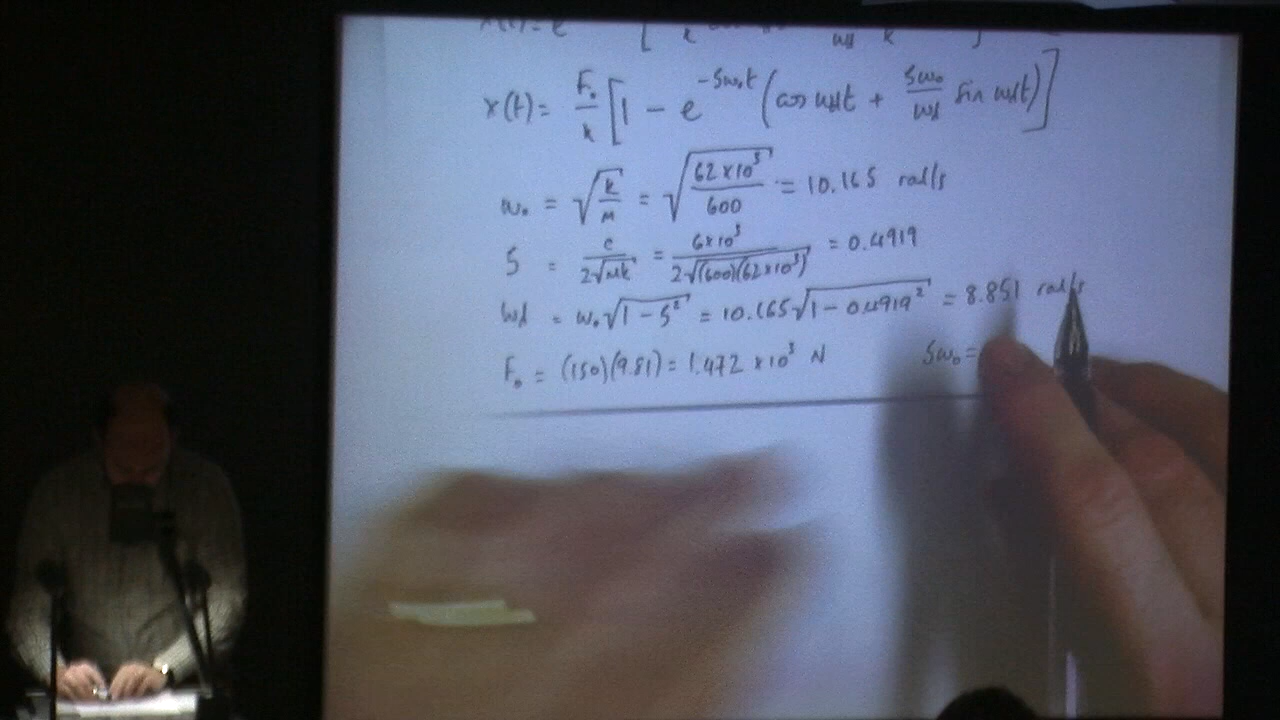 x(t) = F₀/k [1 - e^(-ζω₀t) (cos ωdt + ζω₀/ωd sin ωdt)]
ω₀ = √(k/M) = √(62×10³/600) = 10.165 rad/s
ζ = c/(2√(Mk)) = 6×10³/(2√((600)(62×10³))) = 0.4919
ωd = ω₀√(1-ζ²) = 10.165√(1-0.4919²) = 8.851 rad/s
F₀ = (150)(9.81) = 1.472 ×10³ N ζω₀ =